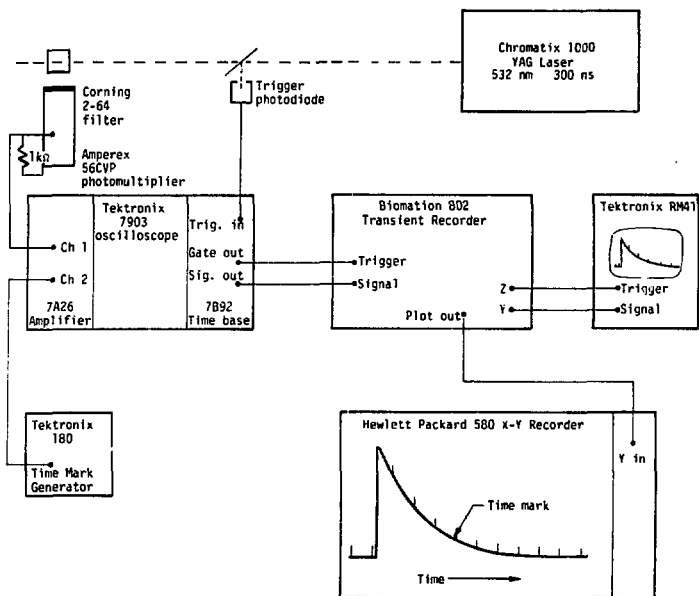 Chromatix 1000
YAG Laser
532 nm 300 ns
Corning
2-64
filter
Trigger
photodiode
1kΩ
Amperex
56CVP
photomultiplier
Tektronix
7903
oscilloscope
Trig. in
Gate out
Sig. out
Ch 1
Ch 2
7A26
Amplifier
7B92
Time base
Biomation 802
Transient Recorder
Trigger
Signal
Z
Y
Plot out
Tektronix RM41
Trigger
Signal
Tektronix
180
Time Mark
Generator
Hewlett Packard 580 x-Y Recorder
Y in
Time mark
Time